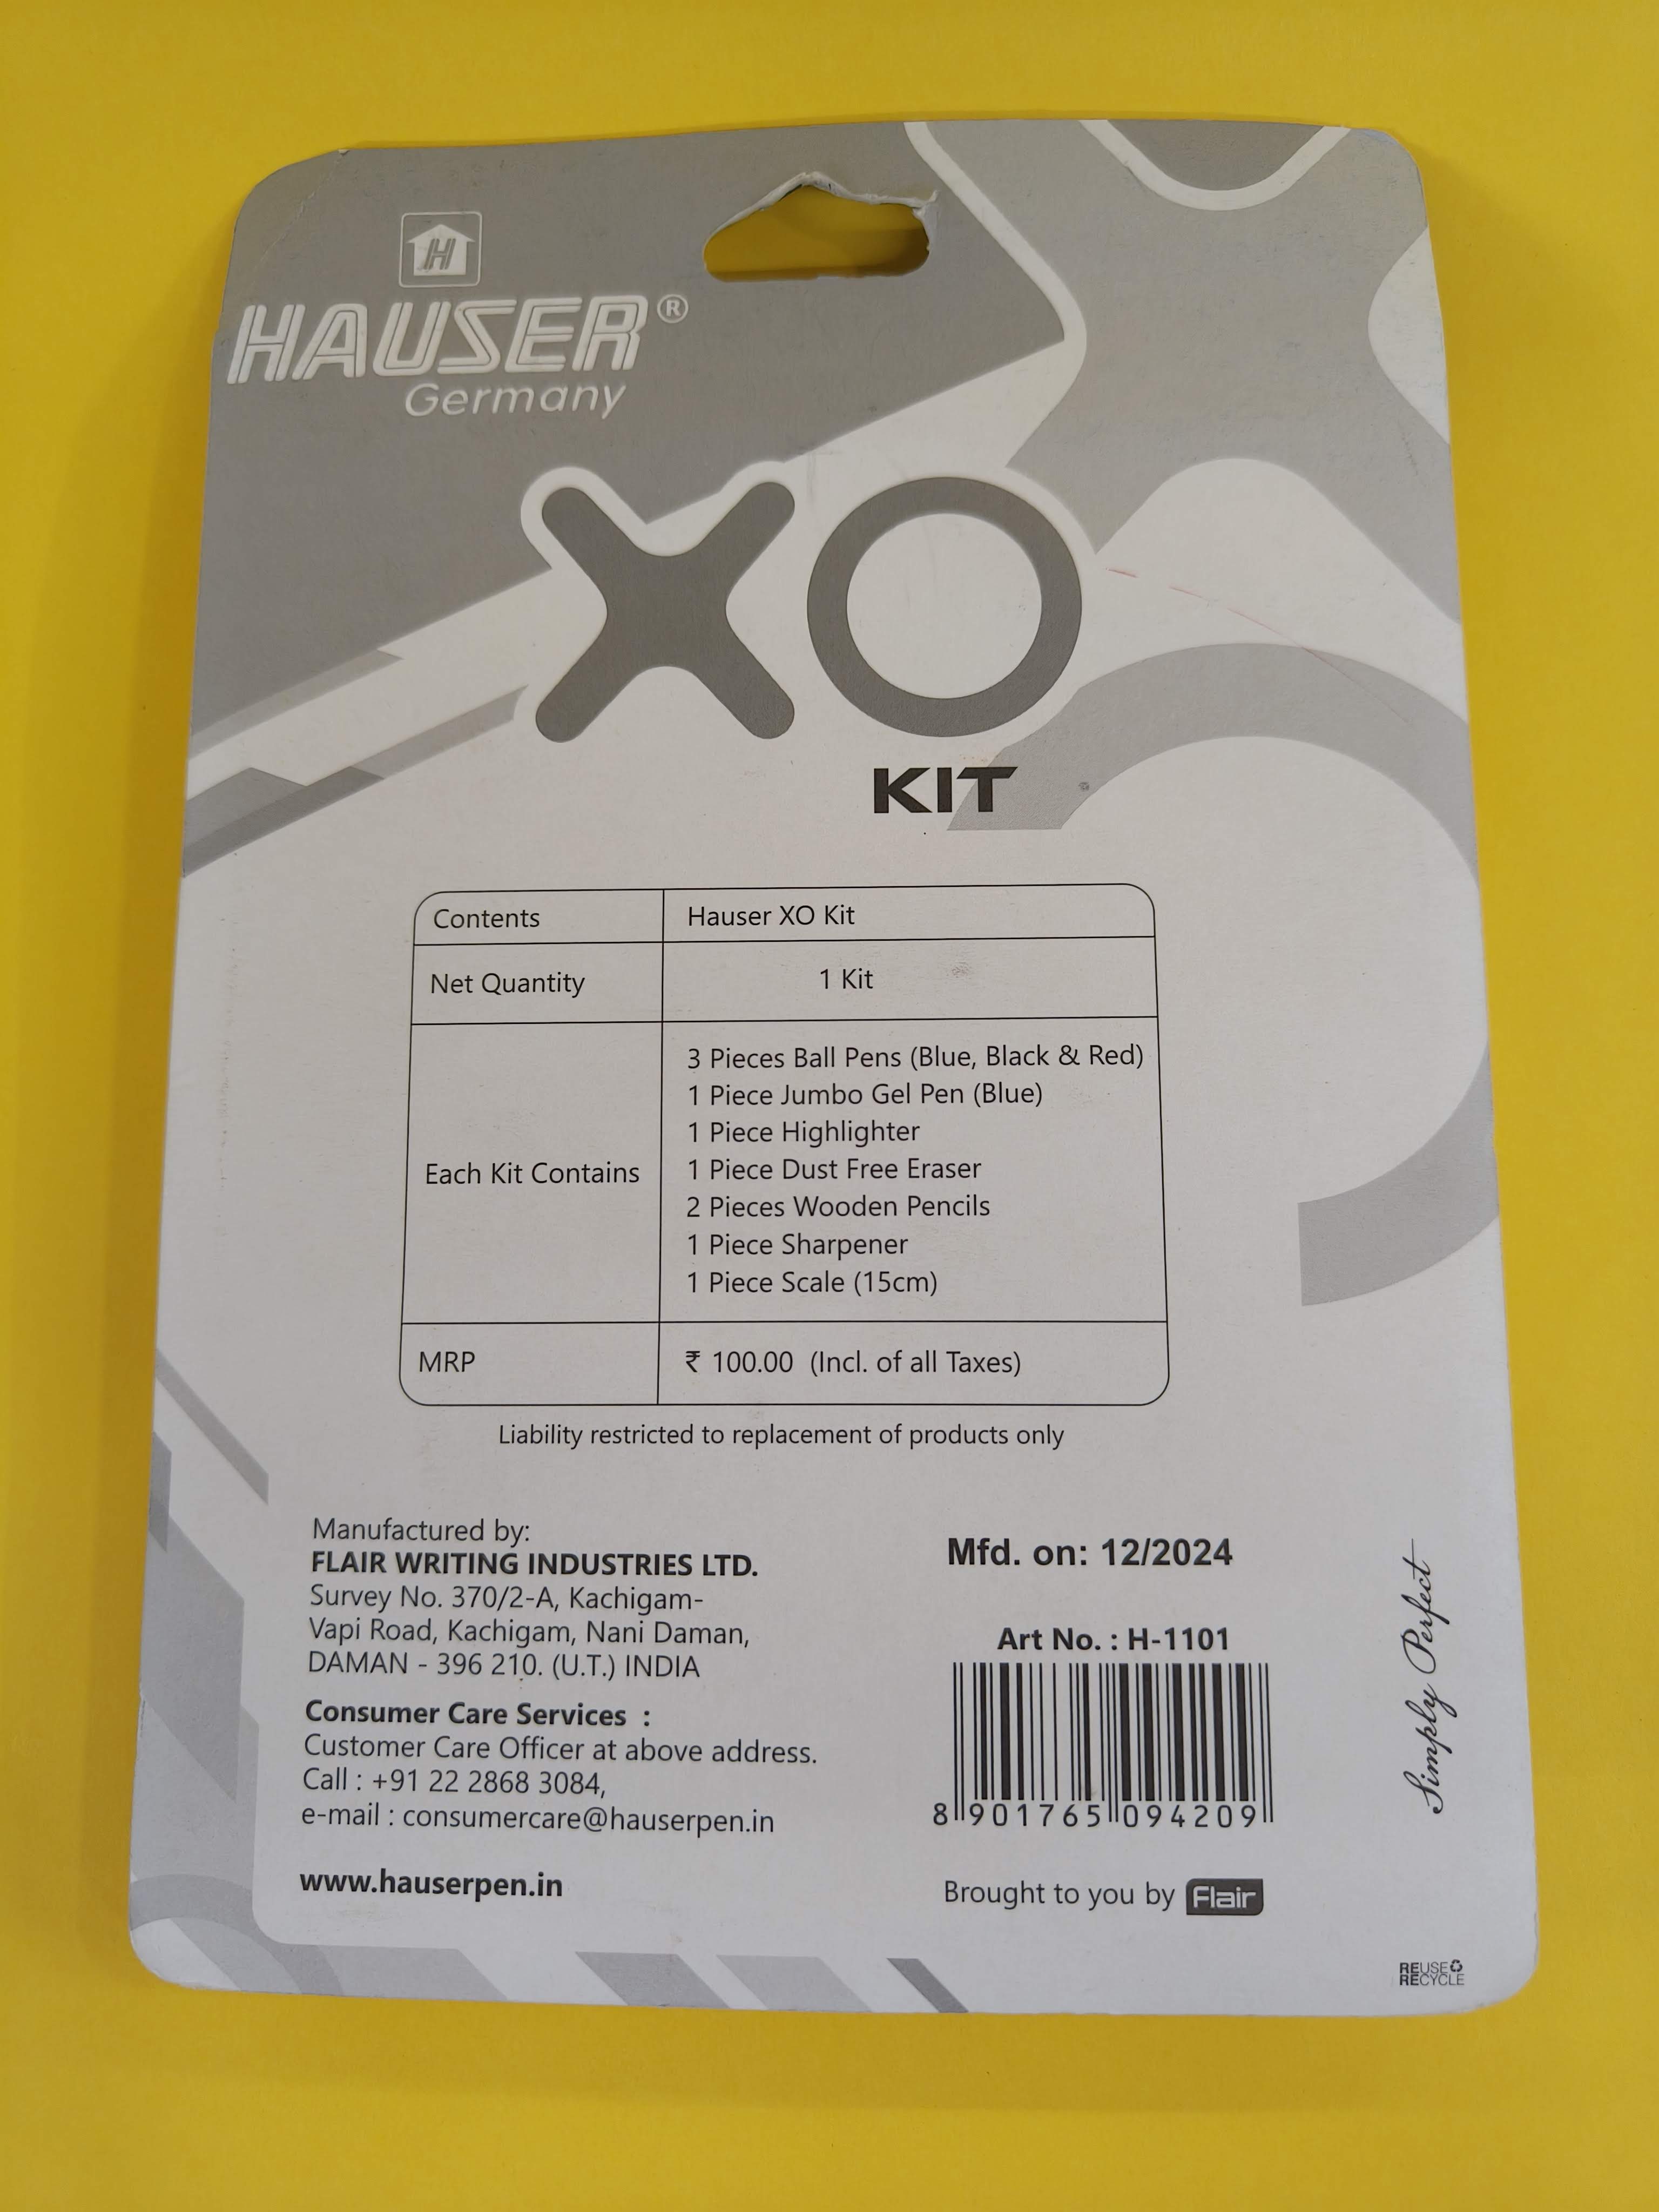 H
HAUSER®
Germany
XO
KIT
Contents
Hauser XO Kit
Net Quantity
1 Kit
Each Kit Contains
3 Pieces Ball Pens (Blue, Black & Red)
1 Piece Jumbo Gel Pen (Blue)
1 Piece Highlighter
1 Piece Dust Free Eraser
2 Pieces Wooden Pencils
1 Piece Sharpener
1 Piece Scale (15cm)
MRP
₹ 100.00 (Incl. of all Taxes)
Liability restricted to replacement of products only
Manufactured by:
FLAIR WRITING INDUSTRIES LTD.
Survey No. 370/2-A, Kachigam-
Vapi Road, Kachigam, Nani Daman,
DAMAN - 396 210. (U.T.) INDIA
Consumer Care Services :
Customer Care Officer at above address.
Call : +91 22 2868 3084,
e-mail : consumercare@hauserpen.in
www.hauserpen.in
Mfd. on: 12/2024
Art No. : H-1101
8 901765 094209
Brought to you by Flair
Simply Perfect
REUSE
RECYCLE